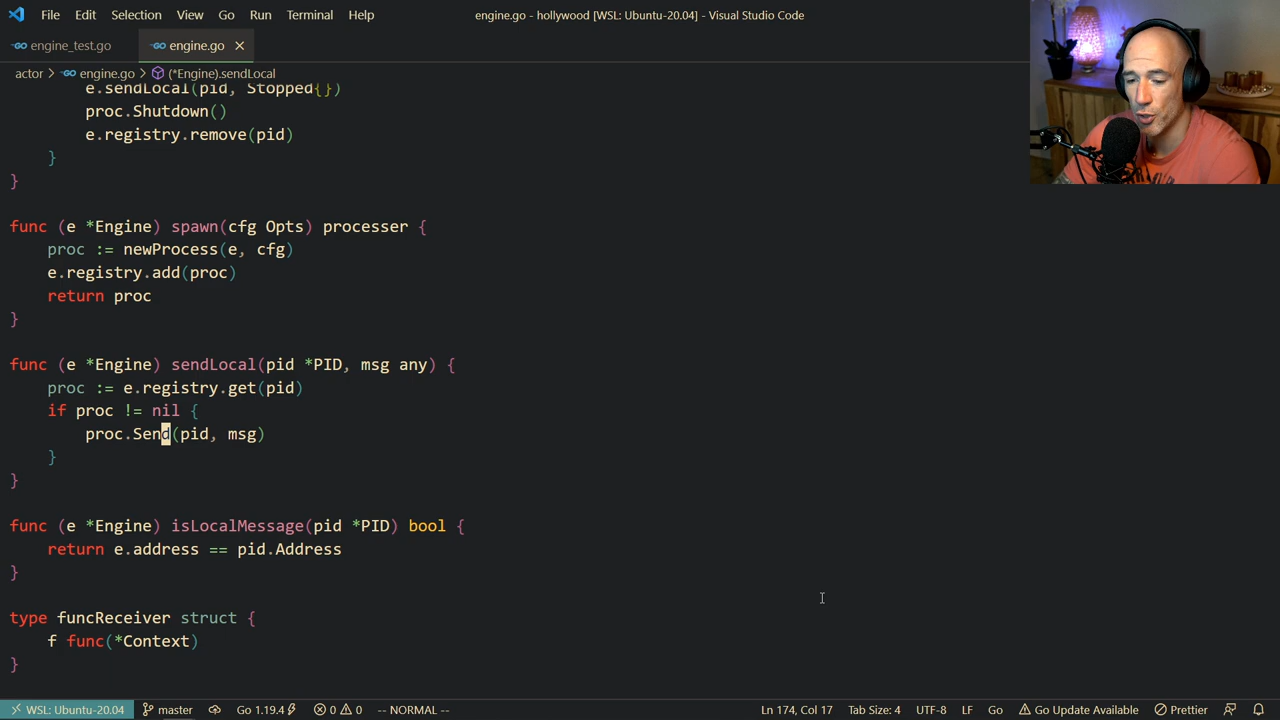 File Edit Selection View Go Run Terminal Help
engine.go - hollywood [WSL: Ubuntu-20.04] - Visual Studio Code
engine_test.go engine.go
actor > engine.go > (*Engine).sendLocal
e.sendLocal(pid, Stopped{})
proc.Shutdown()
e.registry.remove(pid)
}
}
func (e *Engine) spawn(cfg Opts) processer {
proc := newProcess(e, cfg)
e.registry.add(proc)
return proc
}
func (e *Engine) sendLocal(pid *PID, msg any) {
proc := e.registry.get(pid)
if proc != nil {
proc.Send(pid, msg)
}
}
func (e *Engine) isLocalMessage(pid *PID) bool {
return e.address == pid.Address
}
type funcReceiver struct {
f func(*Context)
}
WSL: Ubuntu-20.04 master Go 1.19.4 0 0 -- NORMAL -- Ln 174, Col 17 Tab Size: 4 UTF-8 LF Go Go Update Available Prettier